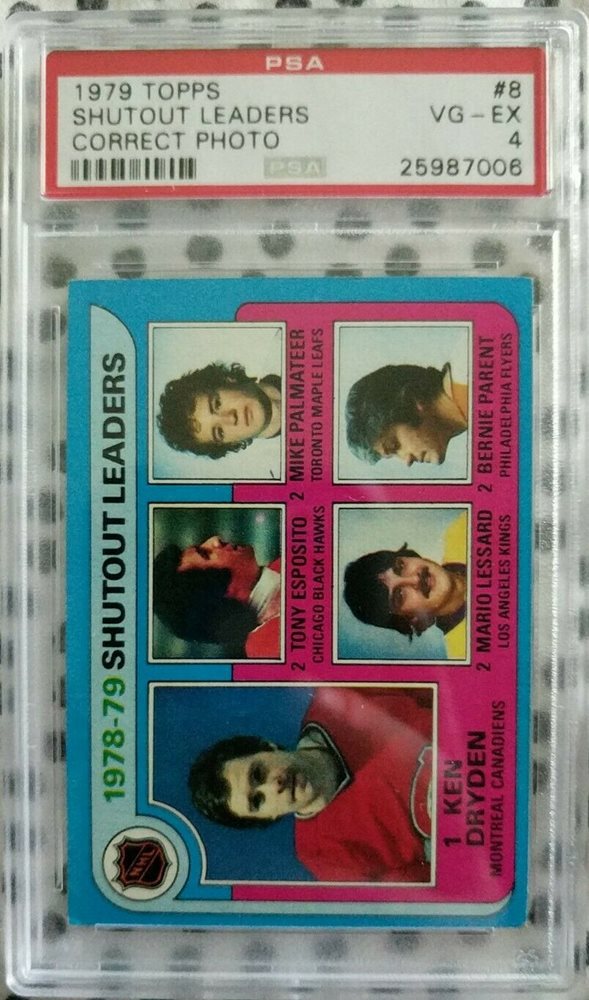 PSA
1979 TOPPS #8
SHUTOUT LEADERS VG - EX
CORRECT PHOTO 4
PSA 25987006
1978-79 SHUTOUT LEADERS
NHL
1 KEN
DRYDEN
MONTREAL CANADIENS
2 TONY ESPOSITO
CHICAGO BLACK HAWKS
2 MIKE PALMATEER
TORONTO MAPLE LEAFS
2 MARIO LESSARD
LOS ANGELES KINGS
2 BERNIE PARENT
PHILADELPHIA FLYERS